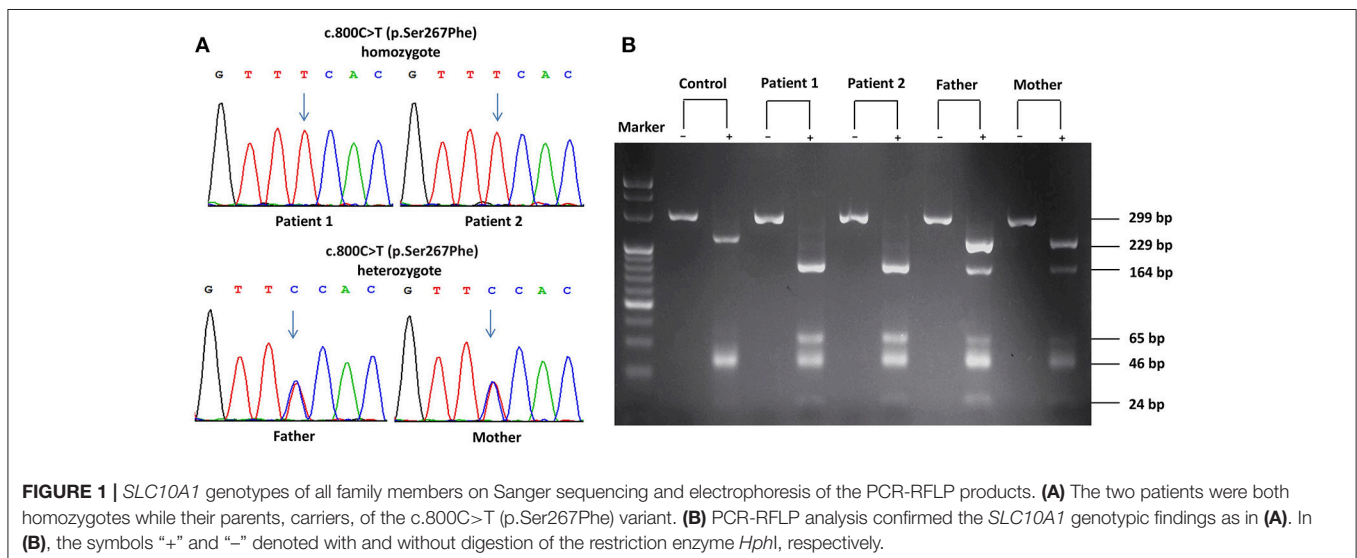 A
c.800C>T (p.Ser267Phe)
homozygote
G T T T C A C G T T T C A C
Patient 1 Patient 2
c.800C>T (p.Ser267Phe)
heterozygote
G T T C C A C G T T C C A C
Father Mother
B
Control Patient 1 Patient 2 Father Mother
Marker – + – + – + – + – +
299 bp
229 bp
164 bp
65 bp
46 bp
24 bp
FIGURE 1 | SLC10A1 genotypes of all family members on Sanger sequencing and electrophoresis of the PCR-RFLP products. (A) The two patients were both
homozygotes while their parents, carriers, of the c.800C>T (p.Ser267Phe) variant. (B) PCR-RFLP analysis confirmed the SLC10A1 genotypic findings as in (A). In
(B), the symbols “+” and “–” denoted with and without digestion of the restriction enzyme HphI, respectively.